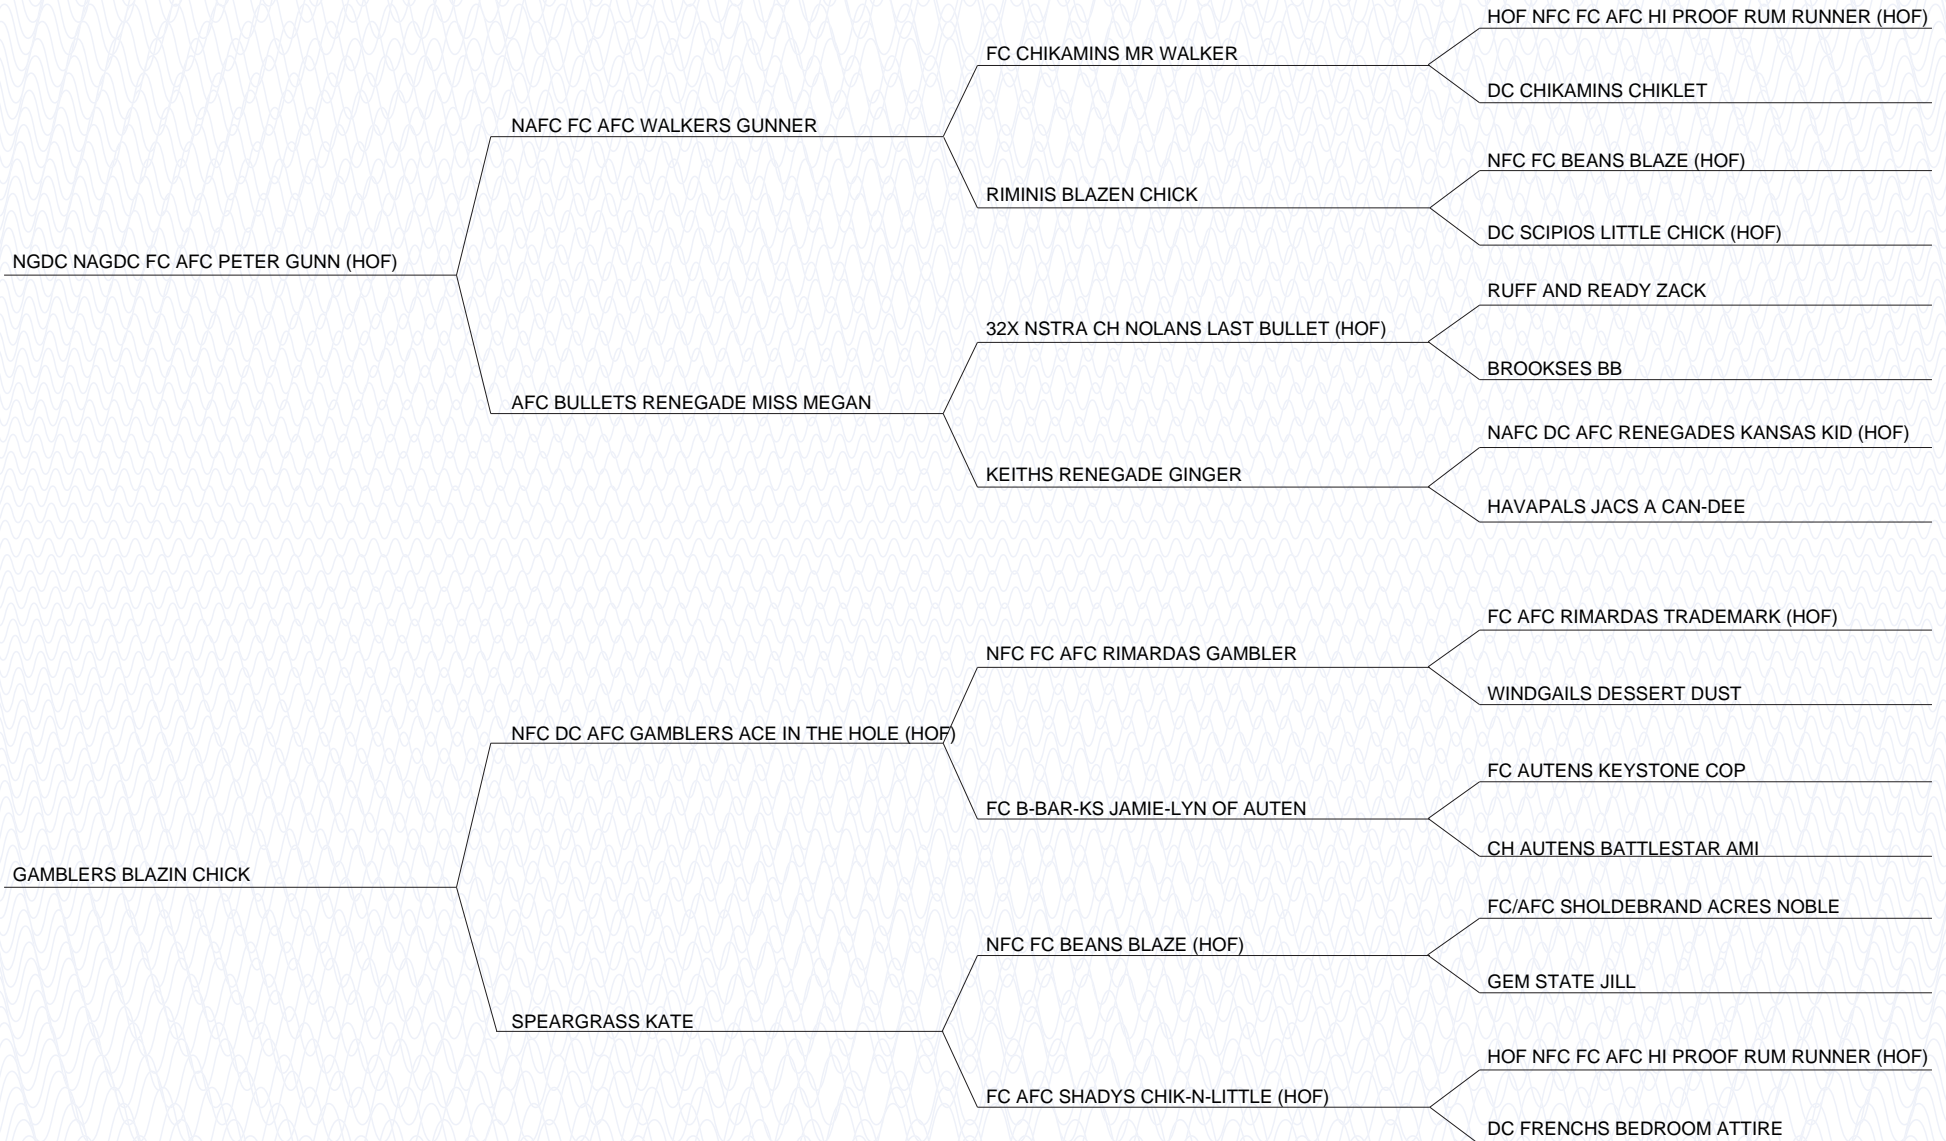 HOF NFC FC AFC HI PROOF RUM RUNNER (HOF)
FC CHIKAMINS MR WALKER
DC CHIKAMINS CHIKLET
NAFC FC AFC WALKERS GUNNER
NFC FC BEANS BLAZE (HOF)
RIMINIS BLAZEN CHICK
DC SCIPIOS LITTLE CHICK (HOF)
NGDC NAGDC FC AFC PETER GUNN (HOF)
RUFF AND READY ZACK
32X NSTRA CH NOLANS LAST BULLET (HOF)
BROOKSES BB
AFC BULLETS RENEGADE MISS MEGAN
NAFC DC AFC RENEGADES KANSAS KID (HOF)
KEITHS RENEGADE GINGER
HAVAPALS JACS A CAN-DEE
FC AFC RIMARDAS TRADEMARK (HOF)
NFC FC AFC RIMARDAS GAMBLER
WINDGAILS DESSERT DUST
NFC DC AFC GAMBLERS ACE IN THE HOLE (HOF)
FC AUTENS KEYSTONE COP
FC B-BAR-KS JAMIE-LYN OF AUTEN
CH AUTENS BATTLESTAR AMI
GAMBLERS BLAZIN CHICK
FC/AFC SHOLDEBRAND ACRES NOBLE
NFC FC BEANS BLAZE (HOF)
GEM STATE JILL
SPEARGRASS KATE
HOF NFC FC AFC HI PROOF RUM RUNNER (HOF)
FC AFC SHADYS CHIK-N-LITTLE (HOF)
DC FRENCHS BEDROOM ATTIRE